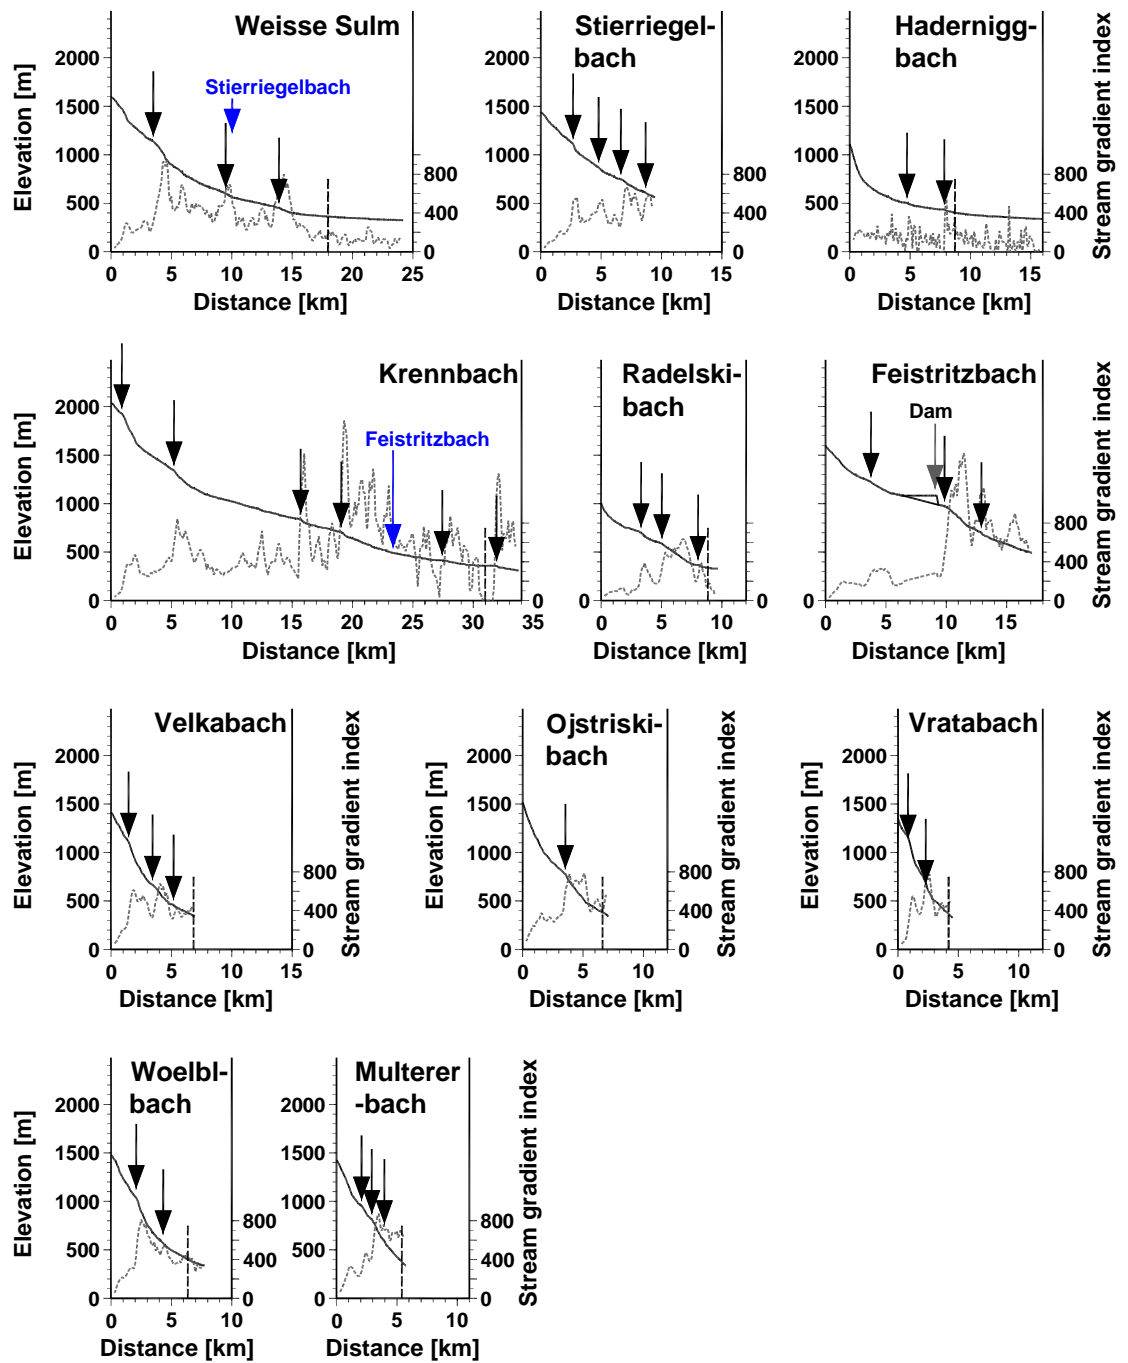 Weisse Sulm
Stierriegel-
bach
Hadernigg-
bach
Elevation [m]
2000
1500
1000
500
0
Stierriegelbach
800
400
0
0 5 10 15 20 25
Distance [km]
2000
1500
1000
500
0
800
400
0
0 5 10 15
Distance [km]
2000
1500
1000
500
0
800
400
0
0 5 10 15
Distance [km]
Stream gradient index
Krennbach
Radelski-
bach
Feistritzbach
Elevation [m]
2000
1500
1000
500
0
Feistritzbach
0
0 5 10 15 20 25 30 35
Distance [km]
0
0 5 10
Distance [km]
0
Dam
800
400
0
0 5 10 15
Distance [km]
Stream gradient index
Velkabach
Ojstriski-
bach
Vratabach
Elevation [m]
2000
1500
1000
500
0
800
400
0
0 5 10 15
Distance [km]
Stream gradient index
Elevation [m]
2000
1500
1000
500
0
800
400
0
0 5 10
Distance [km]
Stream gradient index
Elevation [m]
2000
1500
1000
500
0
800
400
0
0 5 10
Distance [km]
Stream gradient index
Woelbl-
bach
Multerer
-bach
Elevation [m]
2000
1500
1000
500
0
800
400
0
0 5 10
Distance [km]
2000
1500
1000
500
0
800
400
0
0 5 10
Distance [km]
Stream gradient index